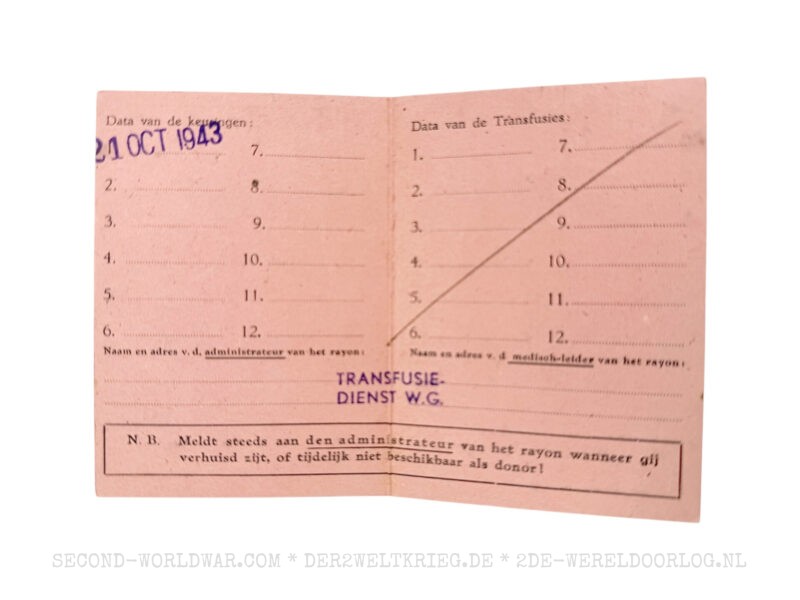 Data van de keuringen:
21 OCT 1943
7.
2.
8.
3.
9.
4.
10.
5.
11.
6.
12.
Naam en adres v. d. administrateur van het rayon:
Data van de Transfusies:
1.
7.
2.
8.
3.
9.
4.
10.
5.
11.
6.
12.
Naam en adres v. d medisch-leider van het rayon:
TRANSFUSIE-
DIENST W.G.
N. B. Meldt steeds aan den administrateur van het rayon wanneer gij
verhuisd zijt, of tijdelijk niet beschikbaar als donor!
SECOND-WORLDWAR.COM * DER2WELTKRIEG.DE * 2DE-WERELDOORLOG.NL